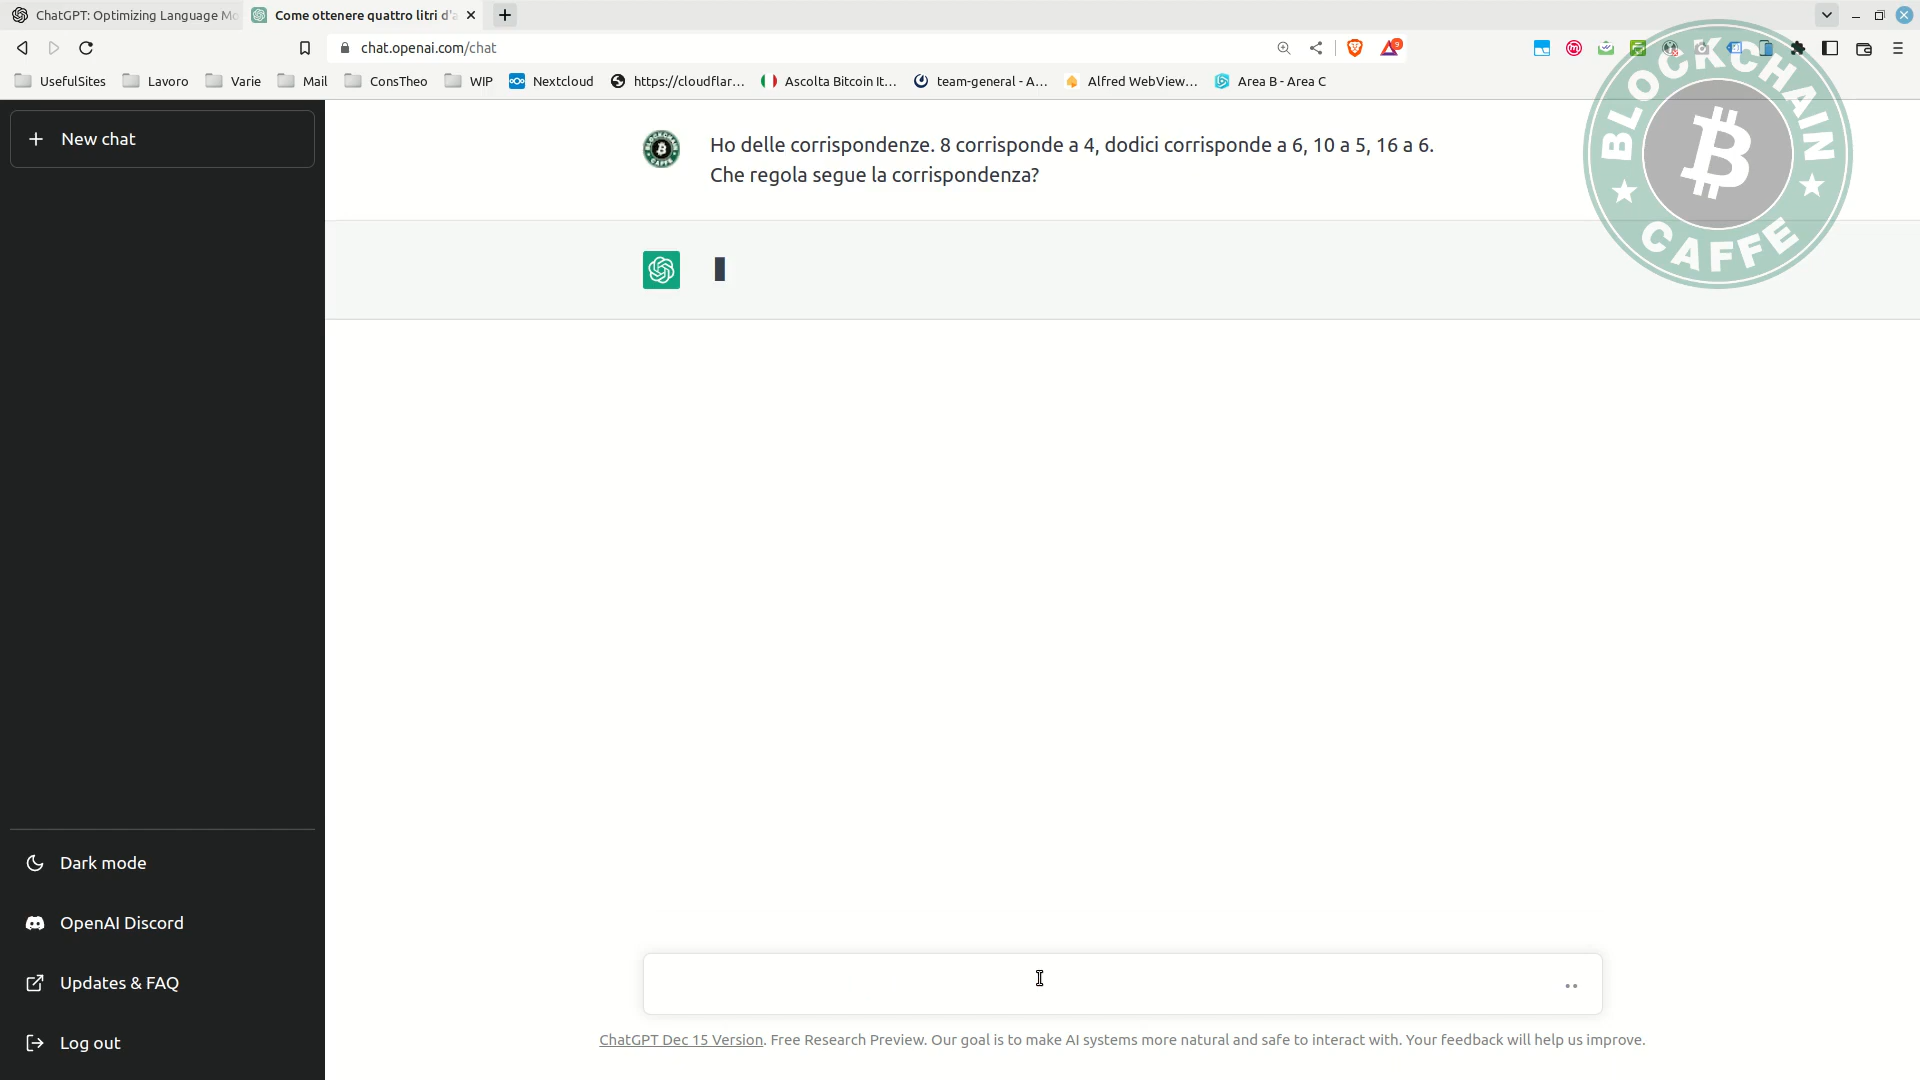 ChatGPT: Optimizing Language Mo
Come ottenere quattro litri d'a
chat.openai.com/chat
9
UsefulSites
Lavoro
Varie
Mail
ConsTheo
WIP
Nextcloud
https://cloudflar...
Ascolta Bitcoin It...
team-general - A...
Alfred WebView...
Area B - Area C
BLOCKCHAIN
CAFFE
New chat
Ho delle corrispondenze. 8 corrisponde a 4, dodici corrisponde a 6, 10 a 5, 16 a 6.
Che regola segue la corrispondenza?
Dark mode
OpenAI Discord
Updates & FAQ
Log out
ChatGPT Dec 15 Version. Free Research Preview. Our goal is to make AI systems more natural and safe to interact with. Your feedback will help us improve.